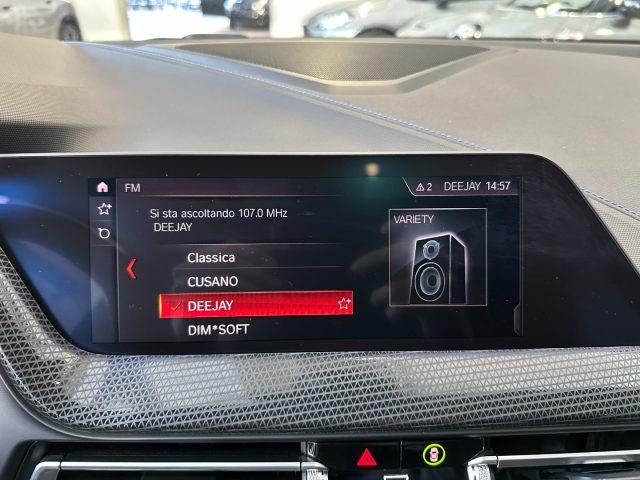 FM
2 DEEJAY 14:57
Si sta ascoltando 107.0 MHz
DEEJAY
VARIETY
Classica
CUSANO
DEEJAY
DIM*SOFT